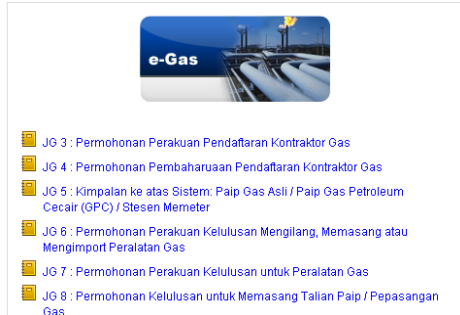 e-Gas
JG 3 : Permohonan Perakuan Pendaftaran Kontraktor Gas
JG 4 : Permohonan Pembaharuaan Pendaftaran Kontraktor Gas
JG 5 : Kimpalan ke atas Sistem: Paip Gas Asli / Paip Gas Petroleum
Cecair (GPC) / Stesen Memeter
JG 6 : Permohonan Perakuan Kelulusan Mengilang, Memasang atau
Mengimport Peralatan Gas
JG 7 : Permohonan Perakuan Kelulusan untuk Peralatan Gas
JG 8 : Permohonan Kelulusan untuk Memasang Talian Paip / Pepasangan
Gas